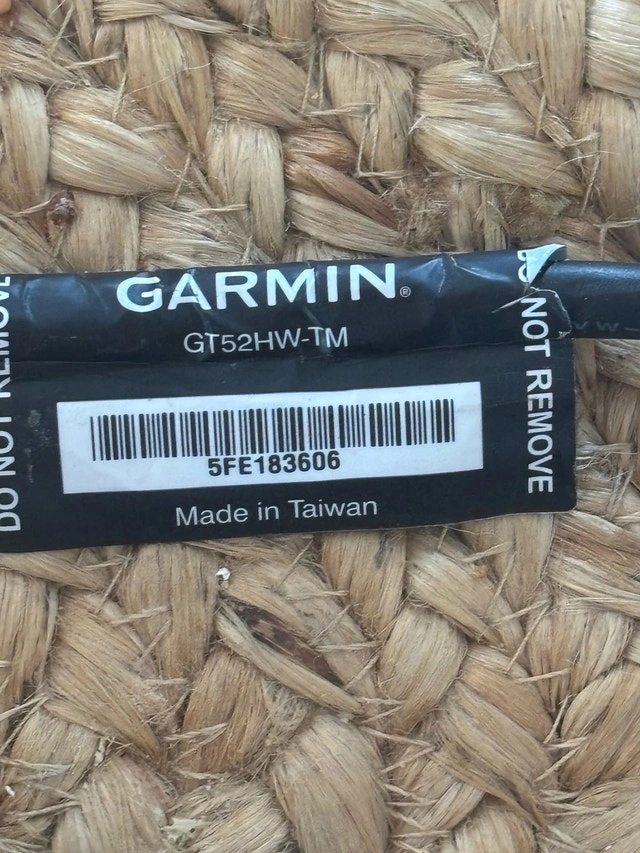 GARMIN®
GT52HW-TM
5FE183606
Made in Taiwan
DO NOT REMOVE
DO NOT REMOVE